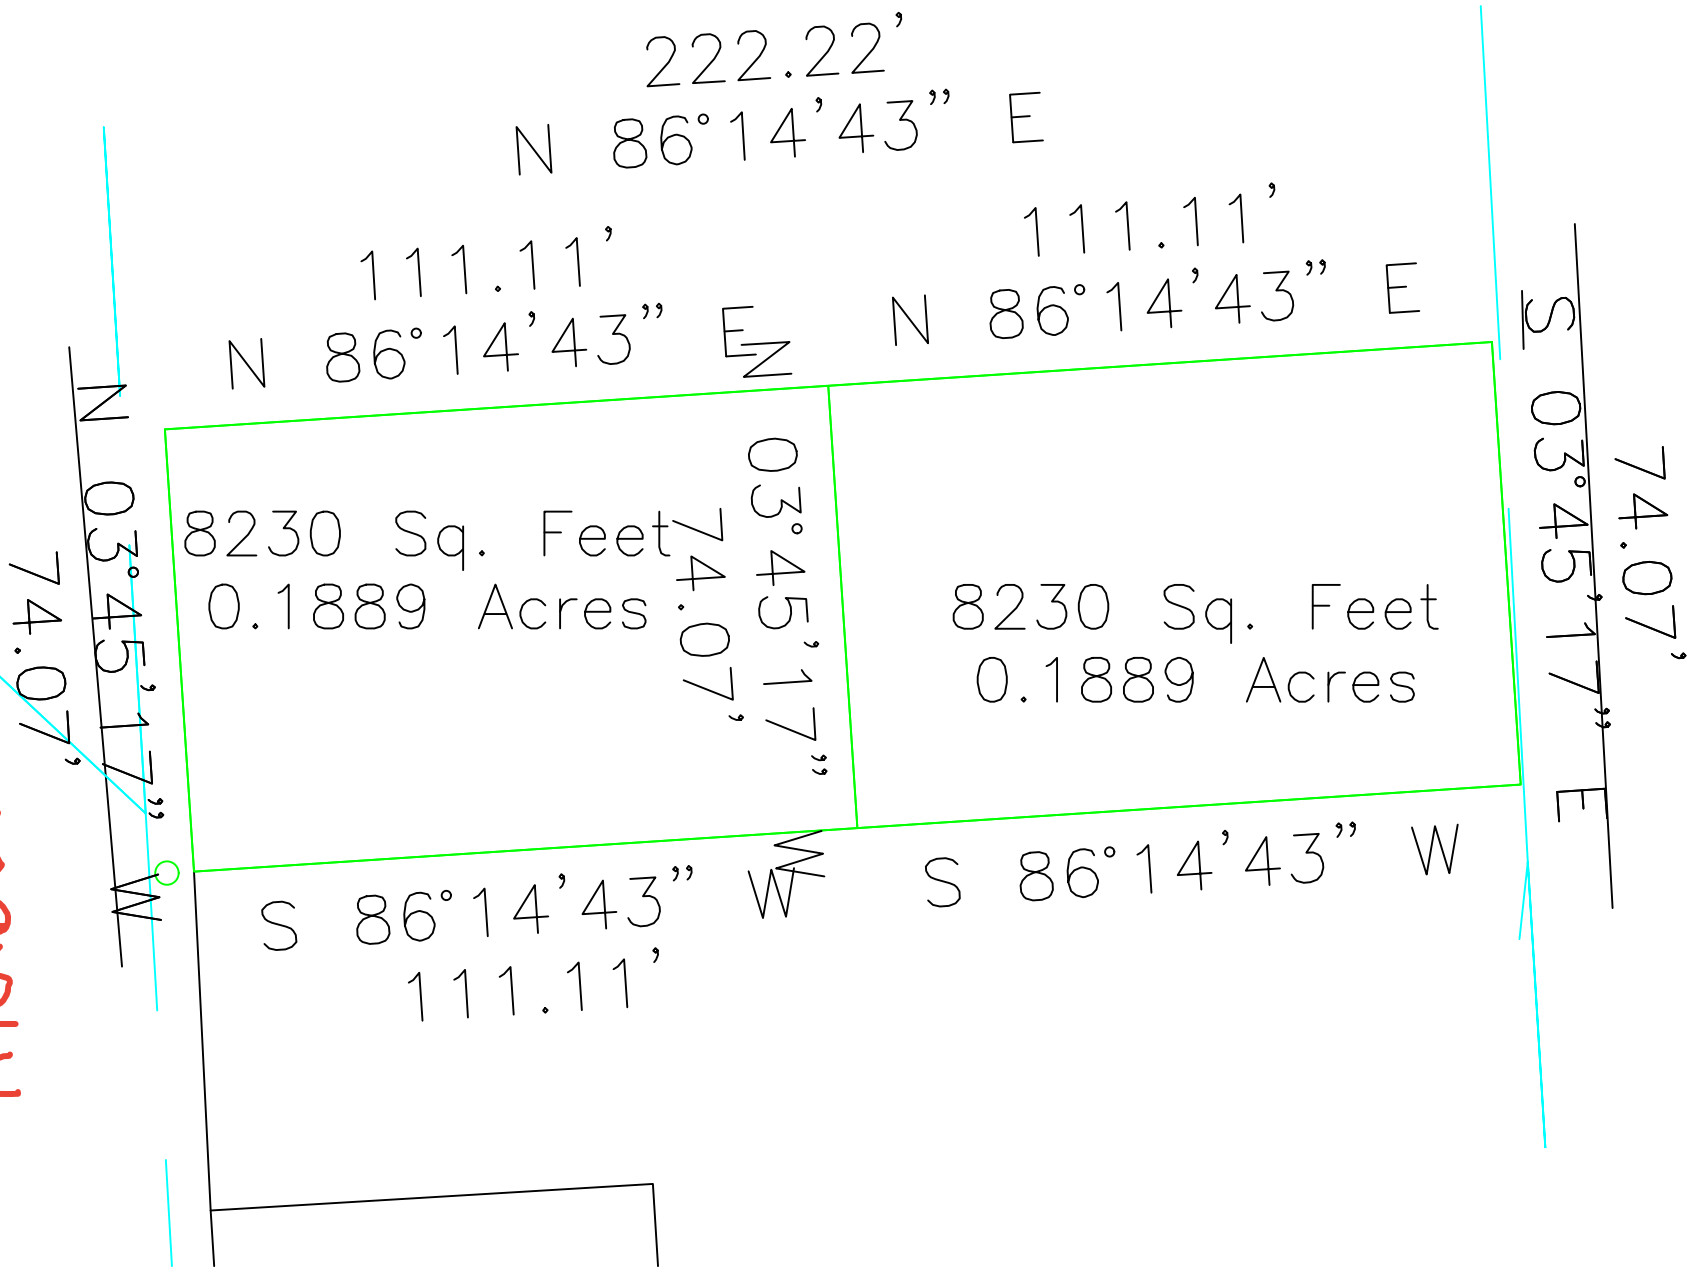 222.22'
N 86°14'43" E
111.11'
N 86°14'43" E
111.11'
N 86°14'43" E
N 03°45'17" W
74.07'
8230 Sq. Feet
0.1889 Acres
N 03°45'17" W
74.07'
8230 Sq. Feet
0.1889 Acres
S 03°45'17" E
74.07'
S 86°14'43" W
111.11'
S 86°14'43" W